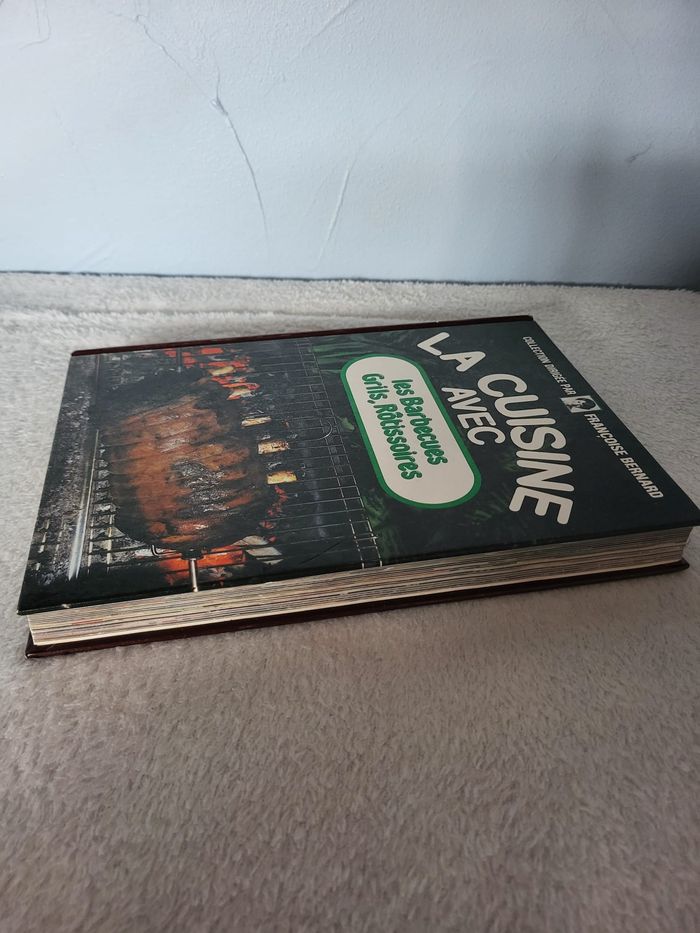 COLLECTION DIRIGÉE PAR FRANÇOISE BERNARD
LA CUISINE
AVEC
les Barbecues
Grils, Rôtissoires